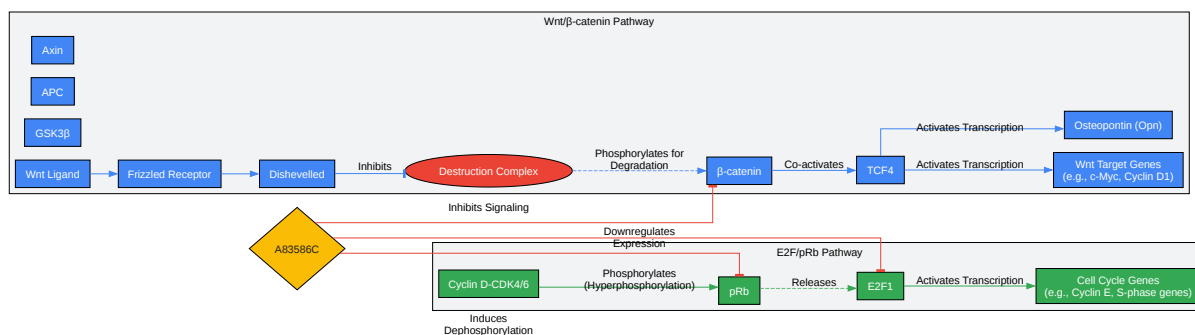 Wnt/β-catenin Pathway
Axin
APC
GSK3β
Wnt Ligand
Frizzled Receptor
Dishevelled
Inhibits
Destruction Complex
Phosphorylates for
Degradation
β-catenin
Co-activates
TCF4
Activates Transcription
Osteopontin (Opn)
Activates Transcription
Wnt Target Genes
(e.g., c-Myc, Cyclin D1)
Inhibits Signaling
A83586C
Downregulates
Expression
E2F/pRb Pathway
Cyclin D-CDK4/6
Phosphorylates
(Hyperphosphorylation)
pRb
Releases
E2F1
Activates Transcription
Cell Cycle Genes
(e.g., Cyclin E, S-phase genes)
Induces
Dephosphorylation